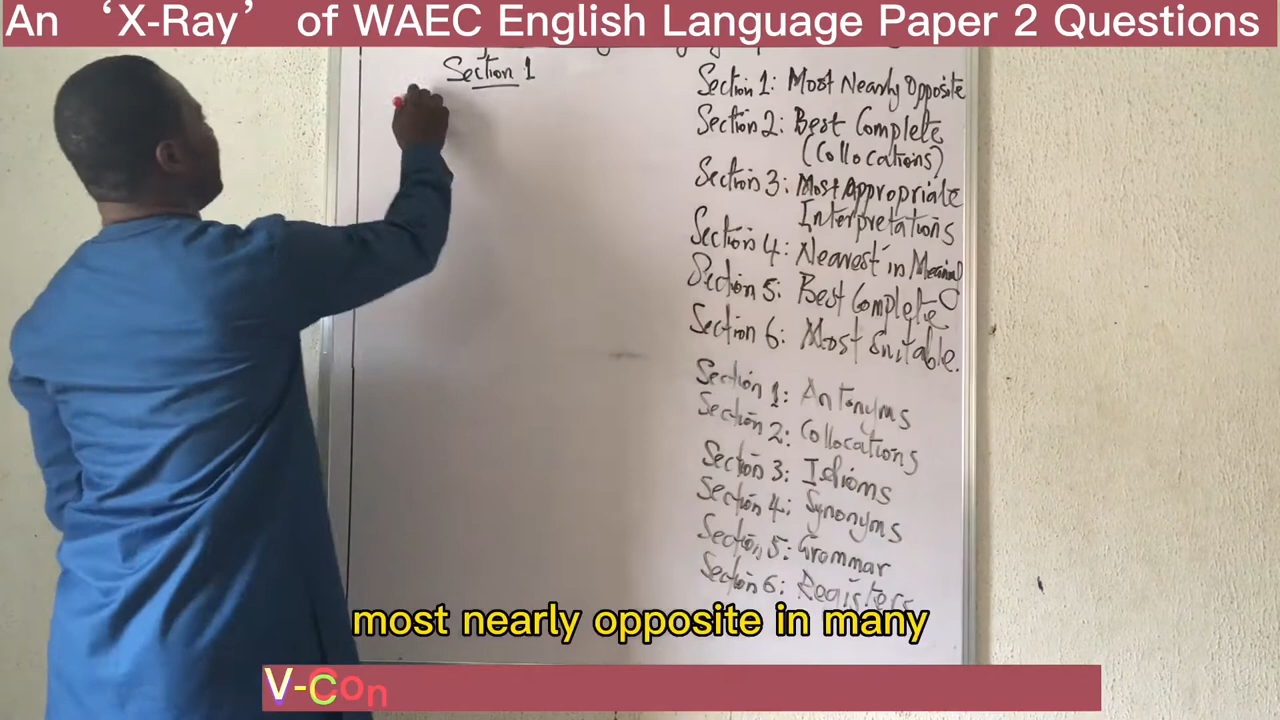 An ‘X-Ray’ of WAEC English Language Paper 2 Questions
Section 1
Section 1: Most Nearly Opposite
Section 2: Best Complete
(Collocations)
Section 3: Most Appropriate
Interpretations
Section 4: Nearest in Meaning
Section 5: Best Complete
Section 6: Most Suitable.
Section 1: Antonyms
Section 2: Collocations
Section 3: Idioms
Section 4: Synonyms
Section 5: Grammar
Section 6: Registers
most nearly opposite in many
V-Con